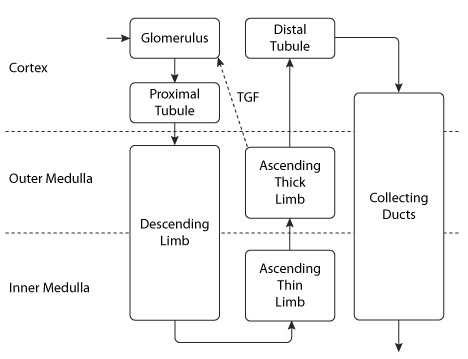 Glomerulus
Distal
Tubule
Cortex
Proximal
Tubule
TGF
Outer Medulla
Ascending
Thick
Limb
Collecting
Ducts
Descending
Limb
Inner Medulla
Ascending
Thin
Limb